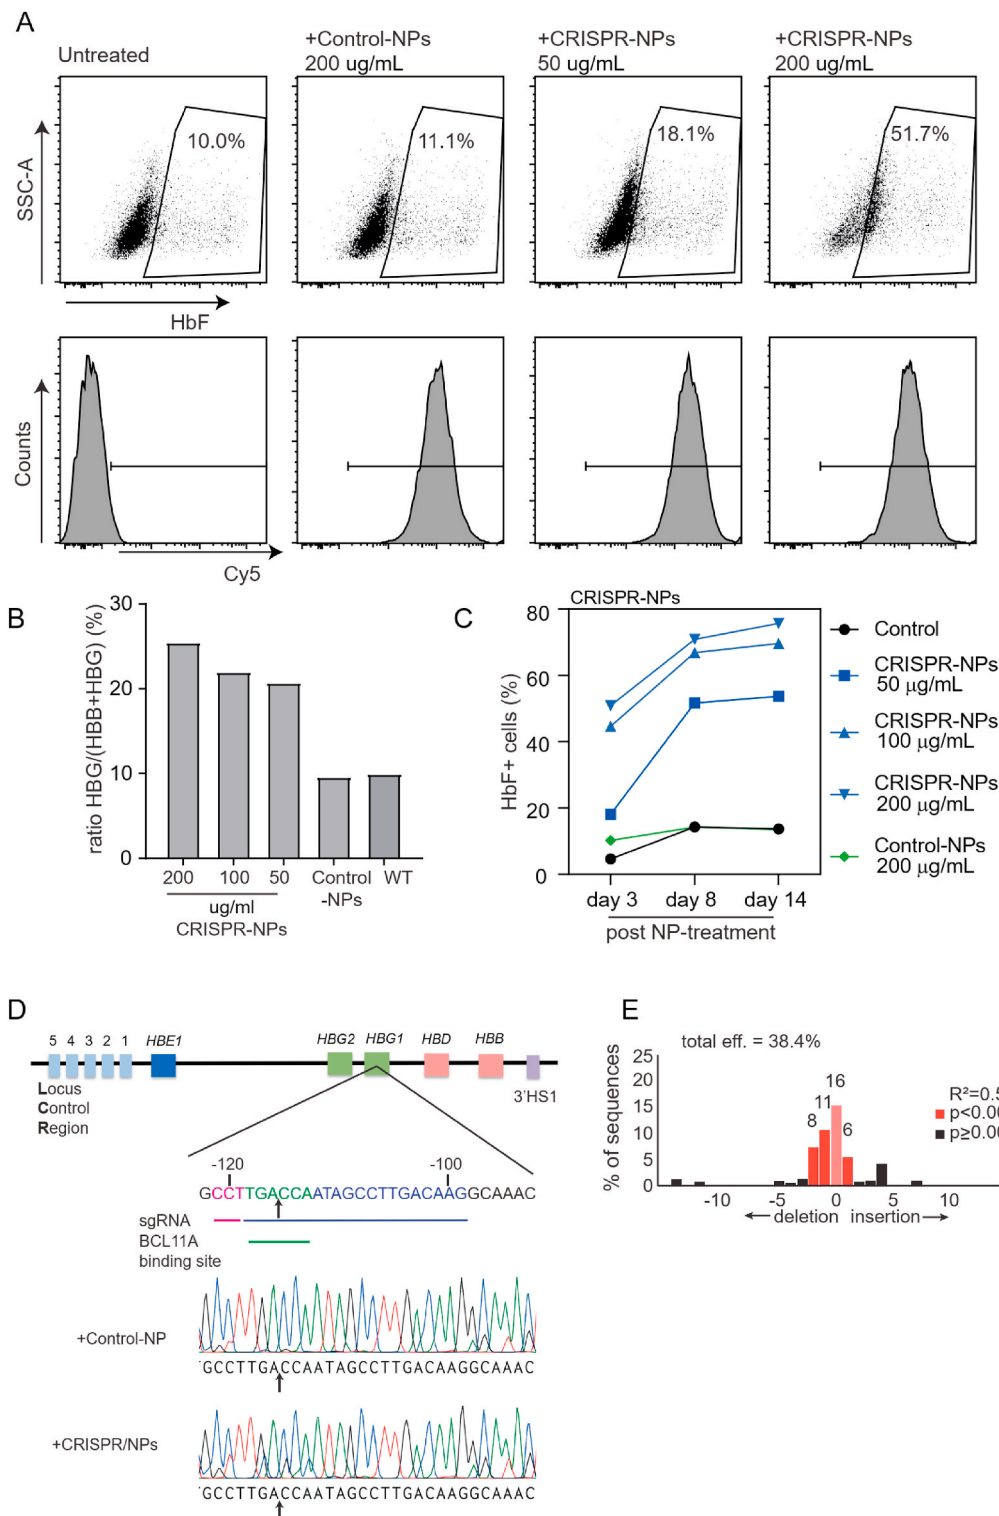 A
Untreated
+Control-NPs
200 ug/mL
+CRISPR-NPs
50 ug/mL
+CRISPR-NPs
200 ug/mL
10.0%
11.1%
18.1%
51.7%
SSC-A
HbF
Counts
Cy5
B
ratio HBG/(HBB+HBG) (%)
30
20
10
0
200
100
50
Control
-NPs
WT
ug/ml
CRISPR-NPs
C
CRISPR-NPs
HbF+ cells (%)
80
60
40
20
0
day 3
day 8
day 14
post NP-treatment
Control
CRISPR-NPs
50 µg/mL
CRISPR-NPs
100 µg/mL
CRISPR-NPs
200 µg/mL
Control-NPs
200 µg/mL
D
5 4 3 2 1
HBE1
HBG2
HBG1
HBD
HBB
Locus
Control
Region
3'HS1
-120
-100
GCCTTGACCAATAGCCTTGACAAGGCAAAC
sgRNA
BCL11A
binding site
+Control-NP
GCCTTGACCAATAGCCTTGACAAGGCAAAC
+CRISPR/NPs
GCCTTGACCAATAGCCTTGACAAGGCAAAC
E
total eff. = 38.4%
% of sequences
25
20
15
10
5
0
8
11
16
6
R²=0.5
p<0.00
p≥0.00
-10
-5
0
5
10
deletion insertion